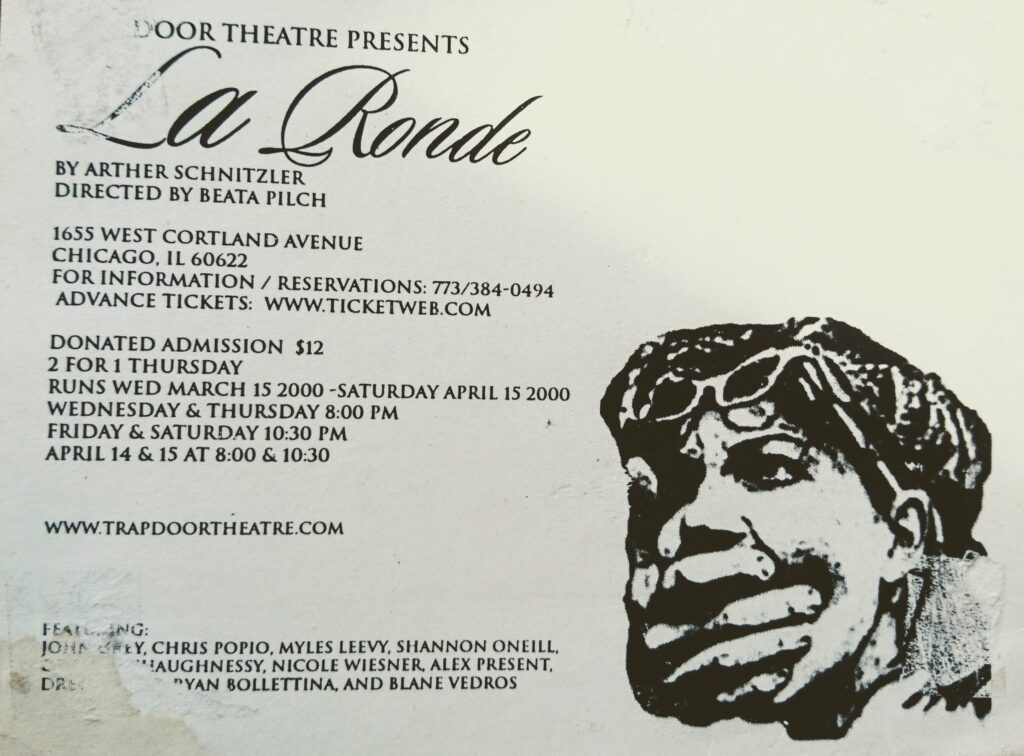 DOOR THEATRE PRESENTS
La Ronde
BY ARTHER SCHNITZLER
DIRECTED BY BEATA PILCH
1655 WEST CORTLAND AVENUE
CHICAGO, IL 60622
FOR INFORMATION / RESERVATIONS: 773/384-0494
ADVANCE TICKETS: WWW.TICKETWEB.COM
DONATED ADMISSION $12
2 FOR 1 THURSDAY
RUNS WED MARCH 15 2000 -SATURDAY APRIL 15 2000
WEDNESDAY & THURSDAY 8:00 PM
FRIDAY & SATURDAY 10:30 PM
APRIL 14 & 15 AT 8:00 & 10:30
WWW.TRAPDOORTHEATRE.COM
FEATURING:
JOHN CHRIS POPIO, MYLES LEEVY, SHANNON ONEILL,
NICOLE WIESNER, ALEX PRESENT,
RYAN BOLLETTINA, AND BLANE VEDROS